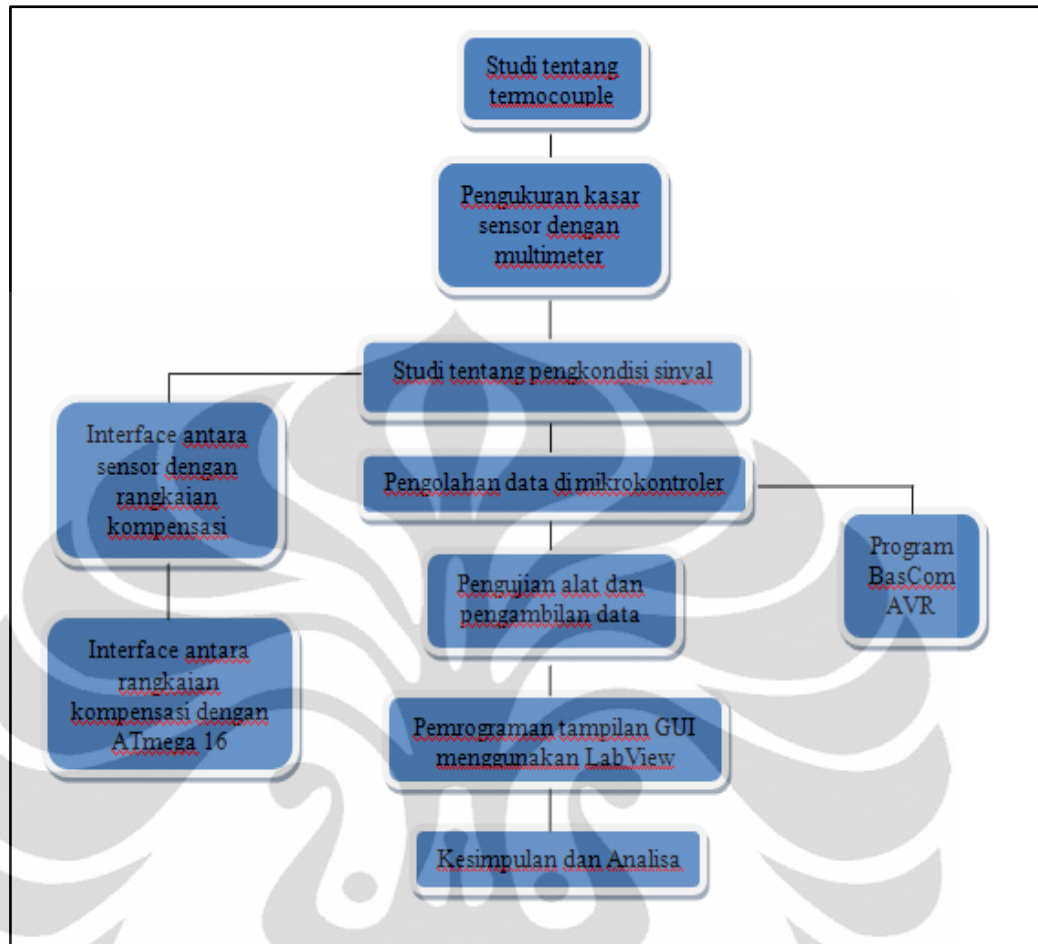 Studi tentang
termocouple
Pengukuran kasar
sensor dengan
multimeter
Studi tentang pengkondisi sinyal
Interface antara
sensor dengan
rangkaian
kompensasi
Pengolahan data di mikrokontroler
Program
BasCom
AVR
Pengujian alat dan
pengambilan data
Interface antara
rangkaian
kompensasi dengan
ATmega 16
Pemrograman tampilan GUI
menggunakan LabView
Kesimpulan dan Analisa